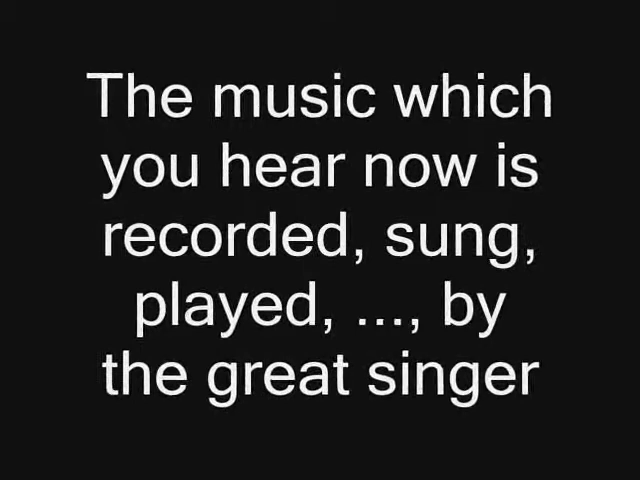 The music which
you hear now is
recorded, sung,
played, ..., by
the great singer